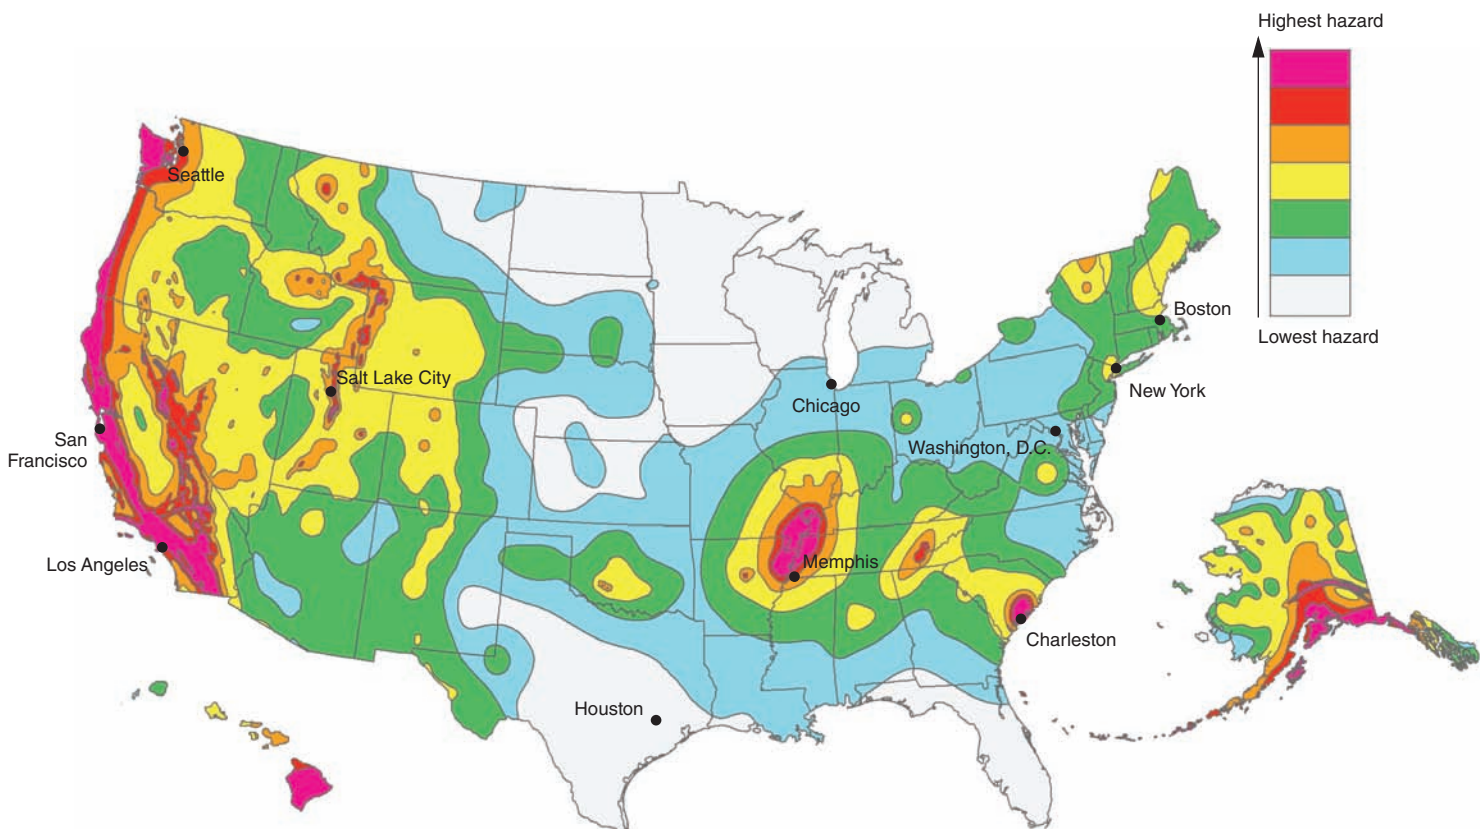 Highest hazard
Lowest hazard
Seattle
Salt Lake City
San
Francisco
Los Angeles
Chicago
Memphis
Houston
Washington, D.C.
Boston
New York
Charleston